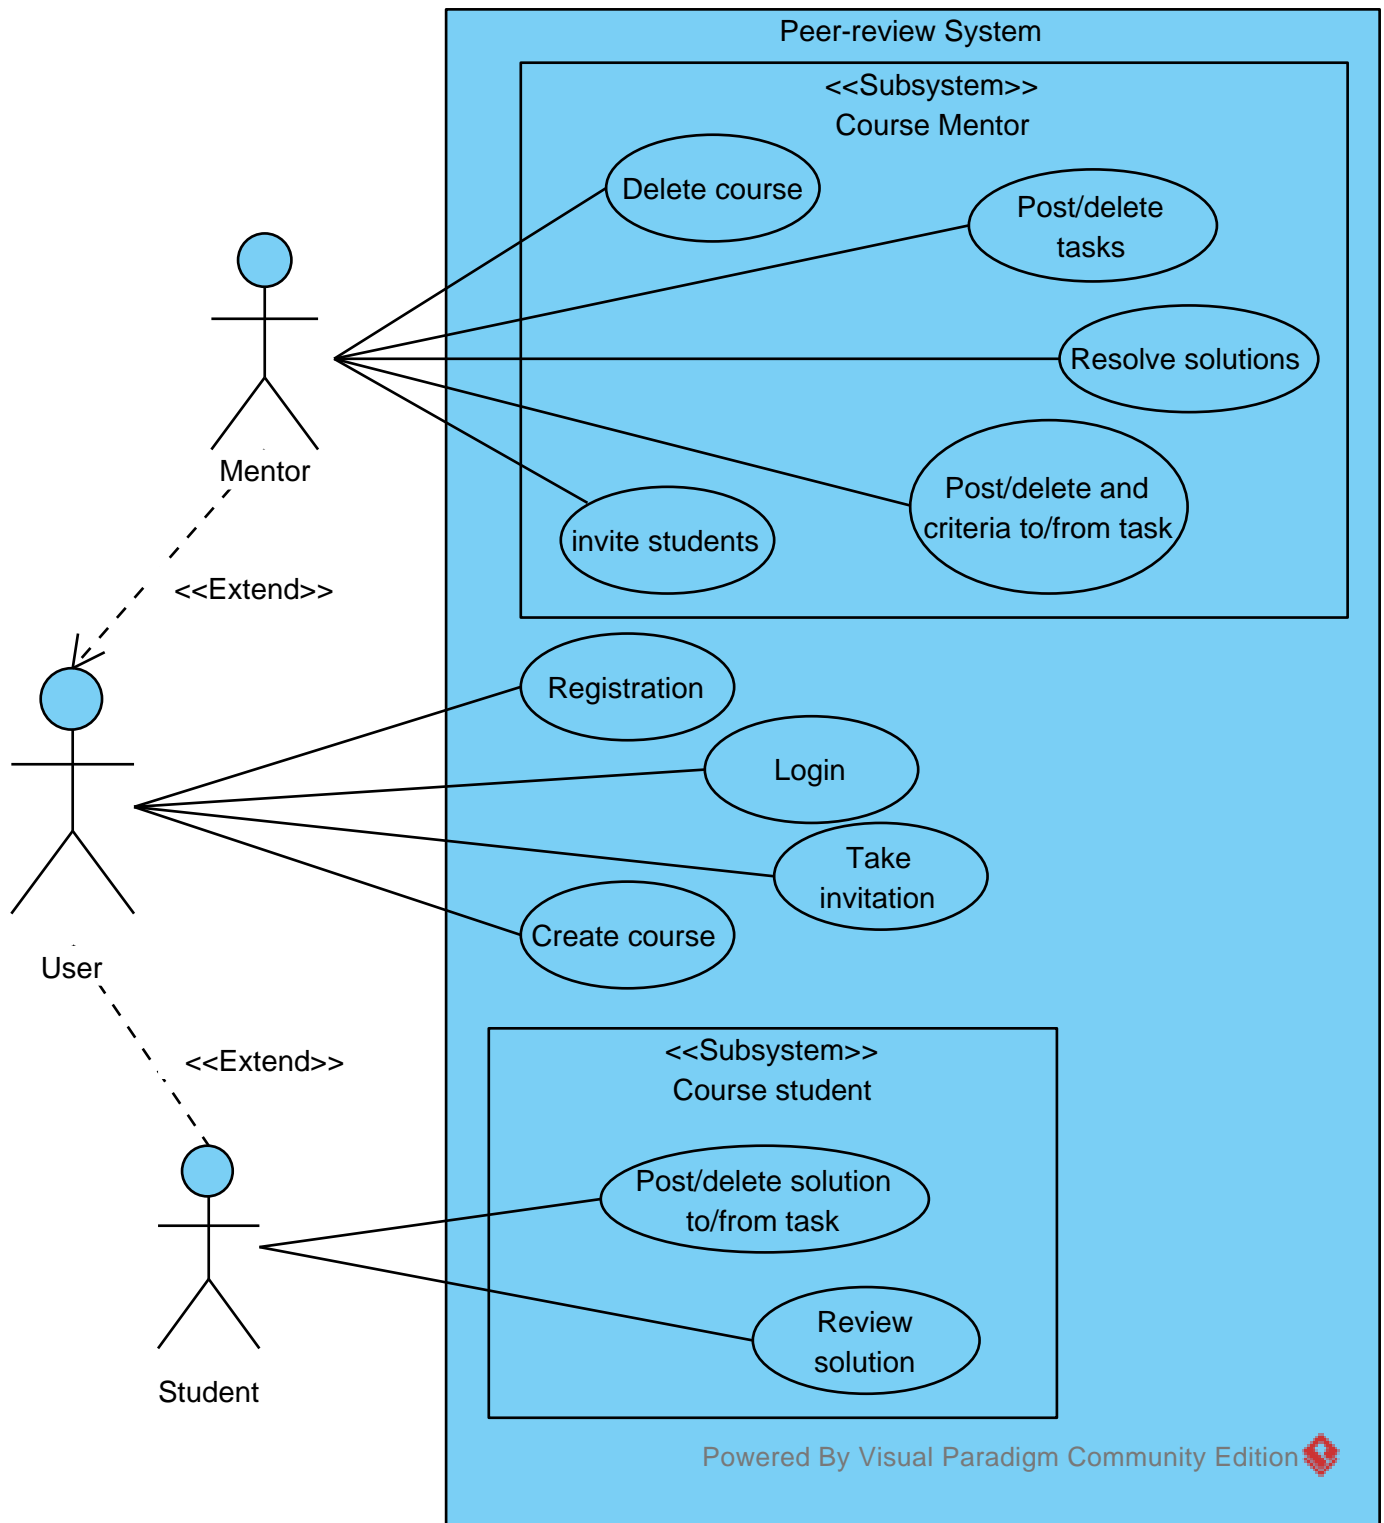 Peer-review System
<<Subsystem>>
Course Mentor
Delete course
Post/delete
tasks
Resolve solutions
Mentor
Post/delete and
criteria to/from task
invite students
<<Extend>>
Registration
Login
Take
invitation
Create course
User
<<Extend>>
<<Subsystem>>
Course student
Post/delete solution
to/from task
Review
solution
Student
Powered By Visual Paradigm Community Edition